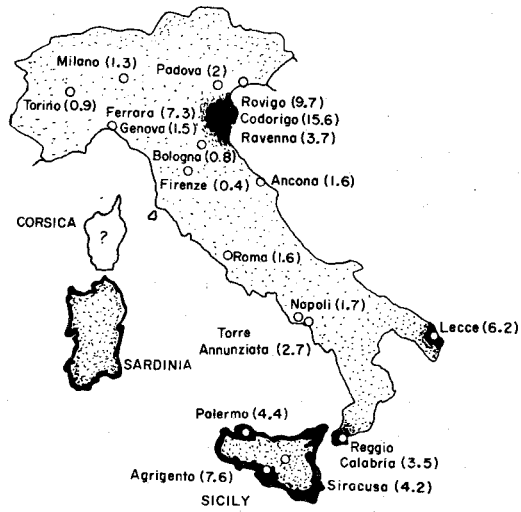 Milano (1.3)
Padova (2)
Torino (0.9)
Ferrara (7.3)
Genova (1.5)
Rovigo (9.7)
Codorigo (15.6)
Ravenna (3.7)
Bologna (0.8)
Firenze (0.4)
Ancona (1.6)
CORSICA
?
Roma (1.6)
Napoli (1.7)
Lecce (6.2)
Torre
Annunziata (2.7)
SARDINIA
Palermo (4.4)
Reggio
Calabria (3.5)
Agrigento (7.6)
Siracusa (4.2)
SICILY